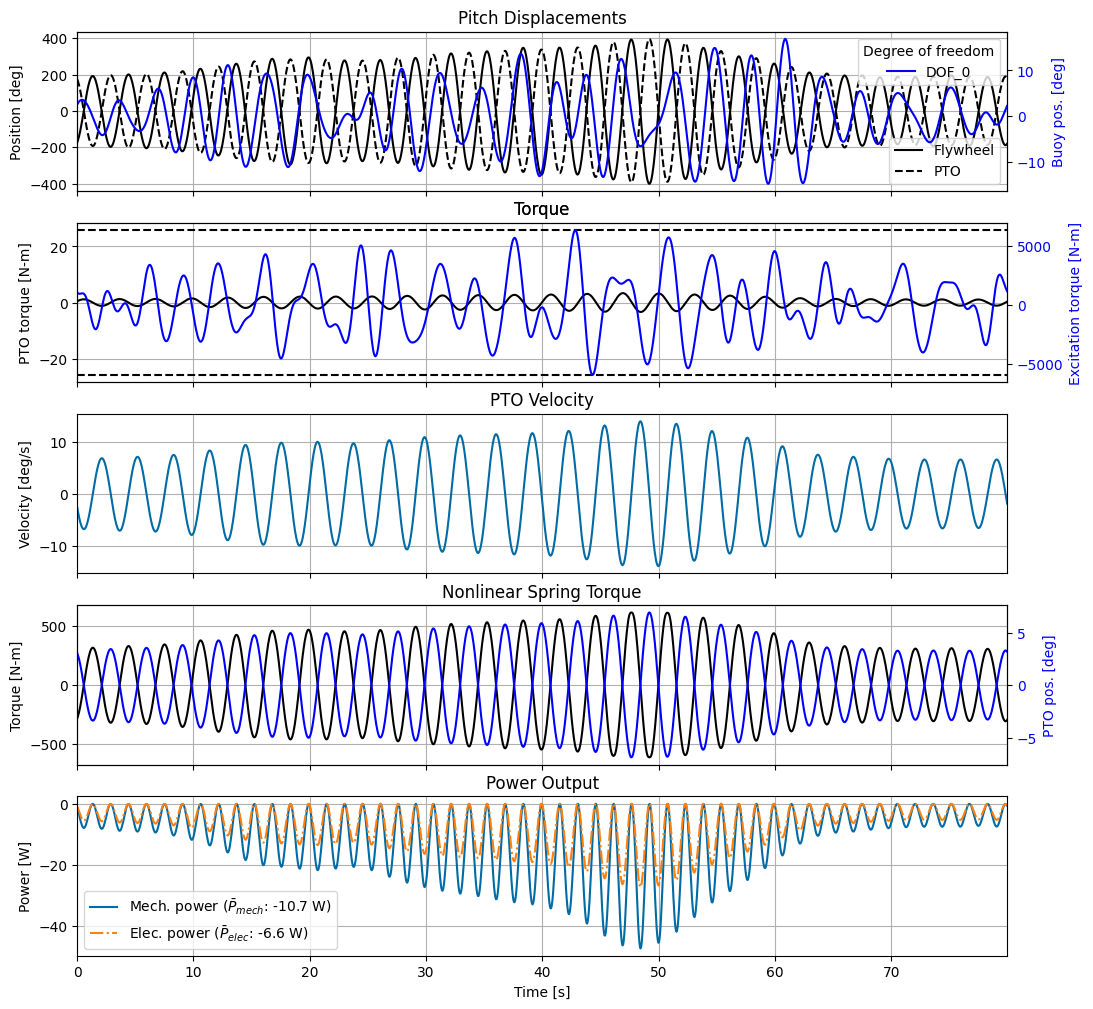 Pitch Displacements
400
200
0
−200
−400
Position [deg]
10
0
−10
Buoy pos. [deg]
Degree of freedom
DOF_0
Flywheel
PTO
Torque
20
0
−20
PTO torque [N-m]
5000
0
−5000
Excitation torque [N-m]
PTO Velocity
10
0
−10
Velocity [deg/s]
Nonlinear Spring Torque
500
0
−500
Torque [N-m]
5
0
−5
PTO pos. [deg]
Power Output
0
−20
−40
Power [W]
Mech. power (P̄mech: -10.7 W)
Elec. power (P̄elec: -6.6 W)
0 10 20 30 40 50 60 70
Time [s]